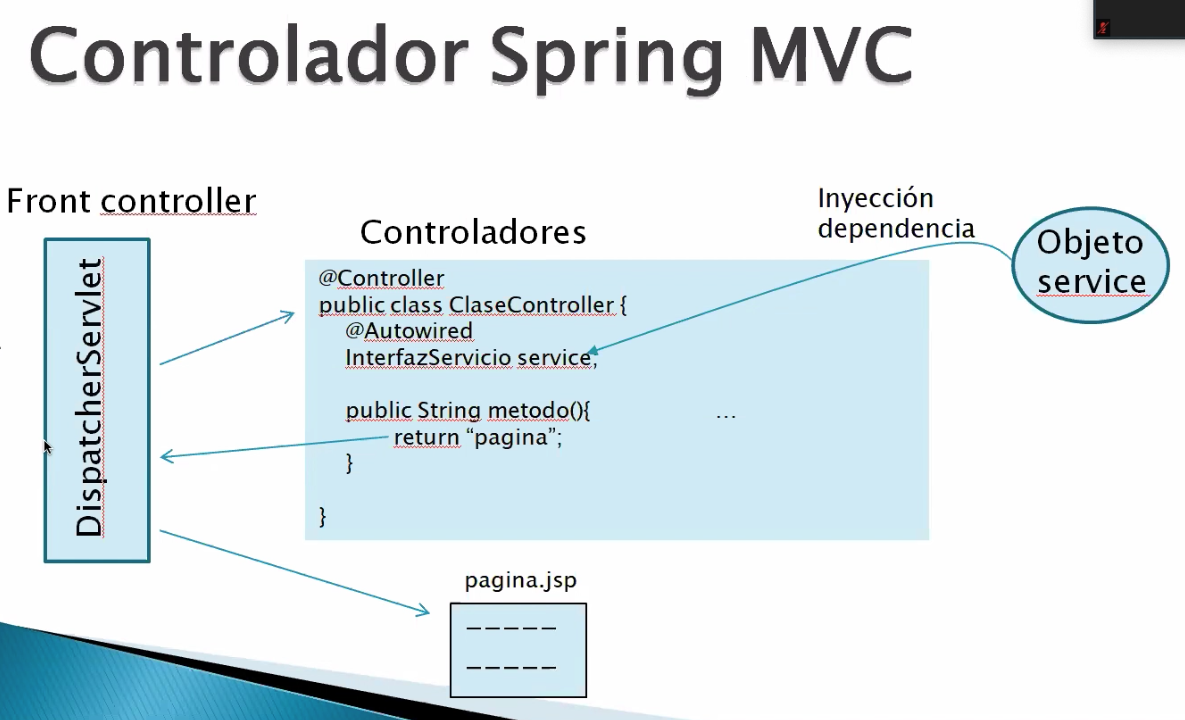 Controlador Spring MVC
Front controller
DispatcherServlet
Controladores
@Controller
public class ClaseController {
@Autowired
InterfazServicio service;
public String metodo(){ …
return “pagina”;
}
}
Inyección
dependencia
Objeto
service
pagina.jsp